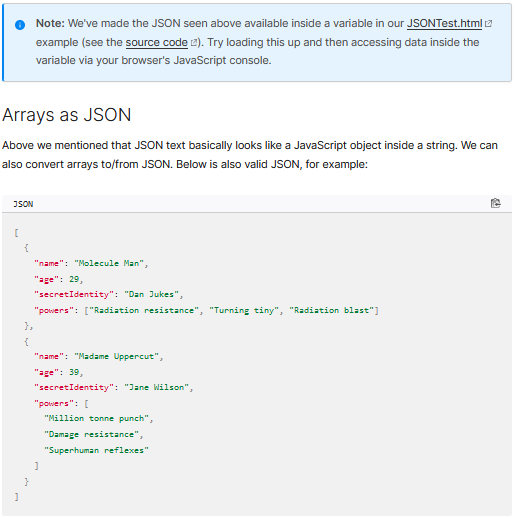 Note: We've made the JSON seen above available inside a variable in our JSONTest.html
example (see the source code). Try loading this up and then accessing data inside the
variable via your browser's JavaScript console.
Arrays as JSON
Above we mentioned that JSON text basically looks like a JavaScript object inside a string. We can
also convert arrays to/from JSON. Below is also valid JSON, for example:
JSON
[
  {
    "name": "Molecule Man",
    "age": 29,
    "secretIdentity": "Dan Jukes",
    "powers": ["Radiation resistance", "Turning tiny", "Radiation blast"]
  },
  {
    "name": "Madame Uppercut",
    "age": 39,
    "secretIdentity": "Jane Wilson",
    "powers": [
      "Million tonne punch",
      "Damage resistance",
      "Superhuman reflexes"
    ]
  }
]